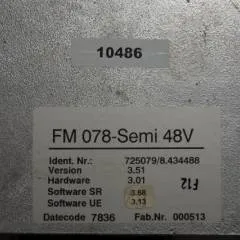 10486
FM 078-Semi 48V
Ident. Nr.: 725079/8.434488
Version 3.51
Hardware 3.01
Software SR 3.68
Software UE 3.13
F12
Datecode 7836 Fab.Nr. 000513